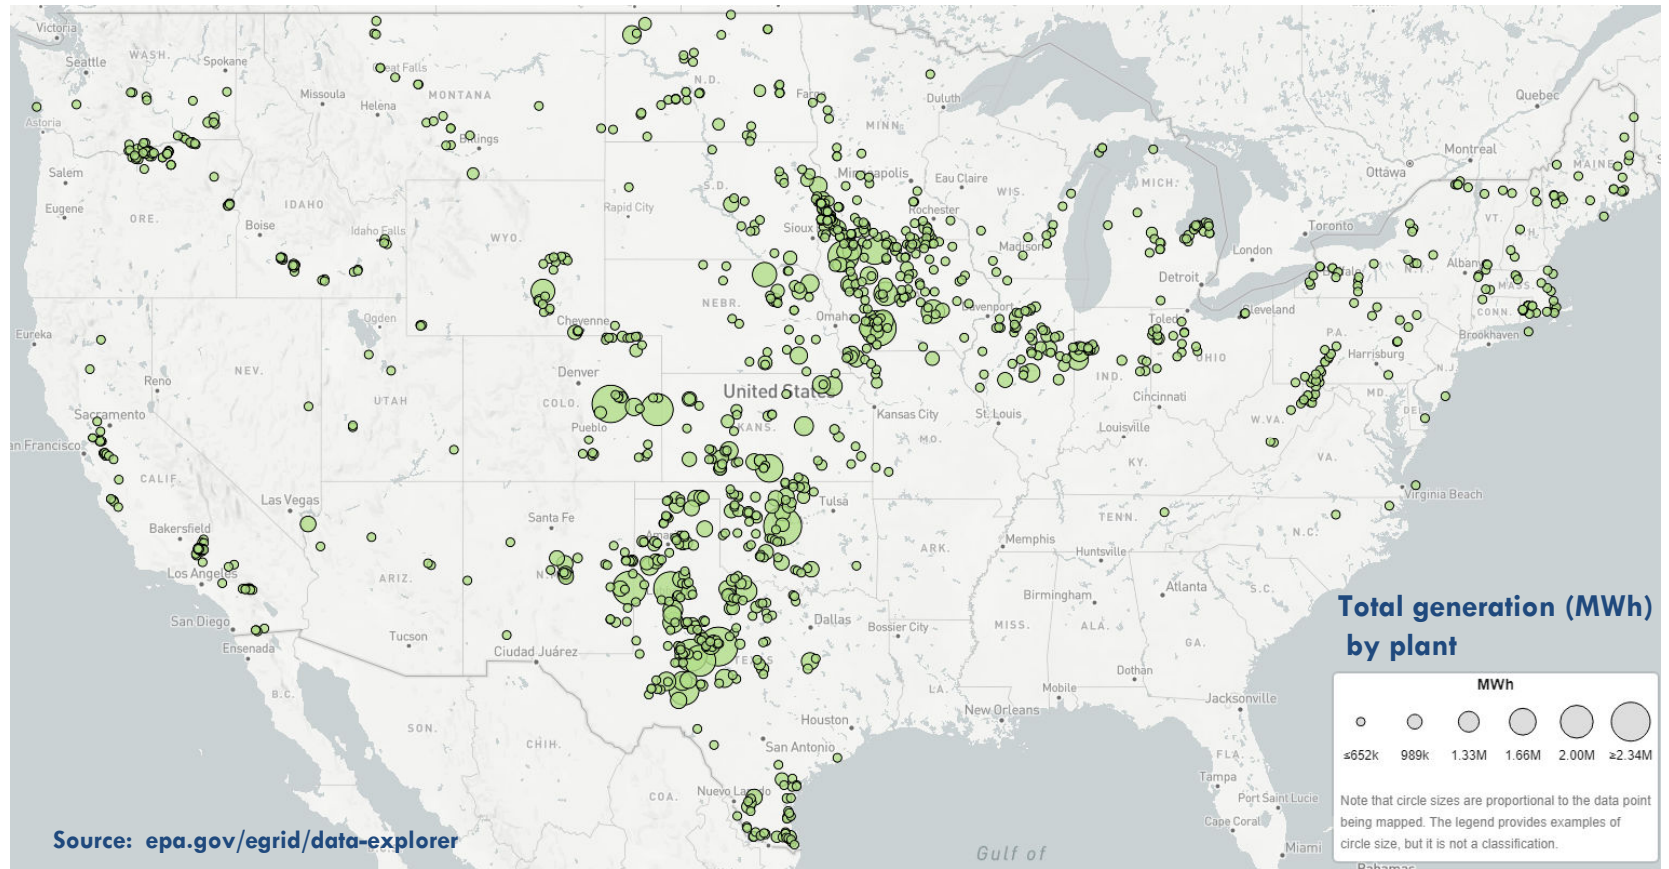 Victoria
Seattle
WASH.
Spokane
Great Falls
MONTANA
Missoula
Helena
Astoria
Billings
N.D.
Fargo
Duluth
MINN.
Quebec
Montreal
Ottawa
MAINE
Salem
Eugene
ORE.
IDAHO
Boise
Idaho Falls
WYO.
S.D.
Rapid City
Minneapolis
Eau Claire
WIS.
Rochester
Sioux
Madison
MICH.
Toronto
London
VT.
Detroit
Buffalo
N.Y.
Albany
MASS.
CONN.
Brookhaven
Eureka
Ogden
Cheyenne
NEBR.
Omaha
Davenport
Toledo
Cleveland
PA.
Harrisburg
N.J.
NEV.
Reno
UTAH
Denver
COLO.
Pueblo
United States
KANS.
Kansas City
St. Louis
MO.
IND.
OHIO
Cincinnati
Louisville
W.VA.
MD.
DEL.
Sacramento
an Francisco
CALIF.
KY.
VA.
Virginia Beach
Las Vegas
Bakersfield
Los Angeles
San Diego
Ensenada
ARIZ.
Tucson
Santa Fe
N.M.
Ciudad Juárez
Tulsa
ARK.
TENN.
Memphis
Huntsville
N.C.
Atlanta
S.C.
Birmingham
MISS.
ALA.
GA.
Dallas
Bossier City
TEXAS
Dothan
LA.
Mobile
New Orleans
Jacksonville
Houston
San Antonio
B.C.
SON.
CHIH.
COA.
Nuevo Laredo
FLA.
Tampa
Port Saint Lucie
Cape Coral
Miami
Bahamas
Gulf of
Total generation (MWh)
by plant
MWh
≤652k 989k 1.33M 1.66M 2.00M ≥2.34M
Note that circle sizes are proportional to the data point
being mapped. The legend provides examples of
circle size, but it is not a classification.
Source: epa.gov/egrid/data-explorer